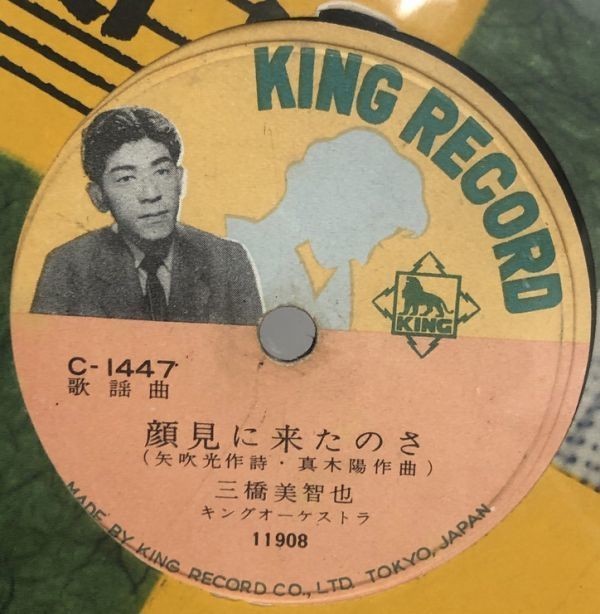 KING RECORD
KING
C-1447
歌謡曲
顔見に来たのさ
(矢吹光作詩・真木陽作曲)
三橋美智也
キングオーケストラ
11908
MADE BY KING RECORD CO., LTD. TOKYO, JAPAN